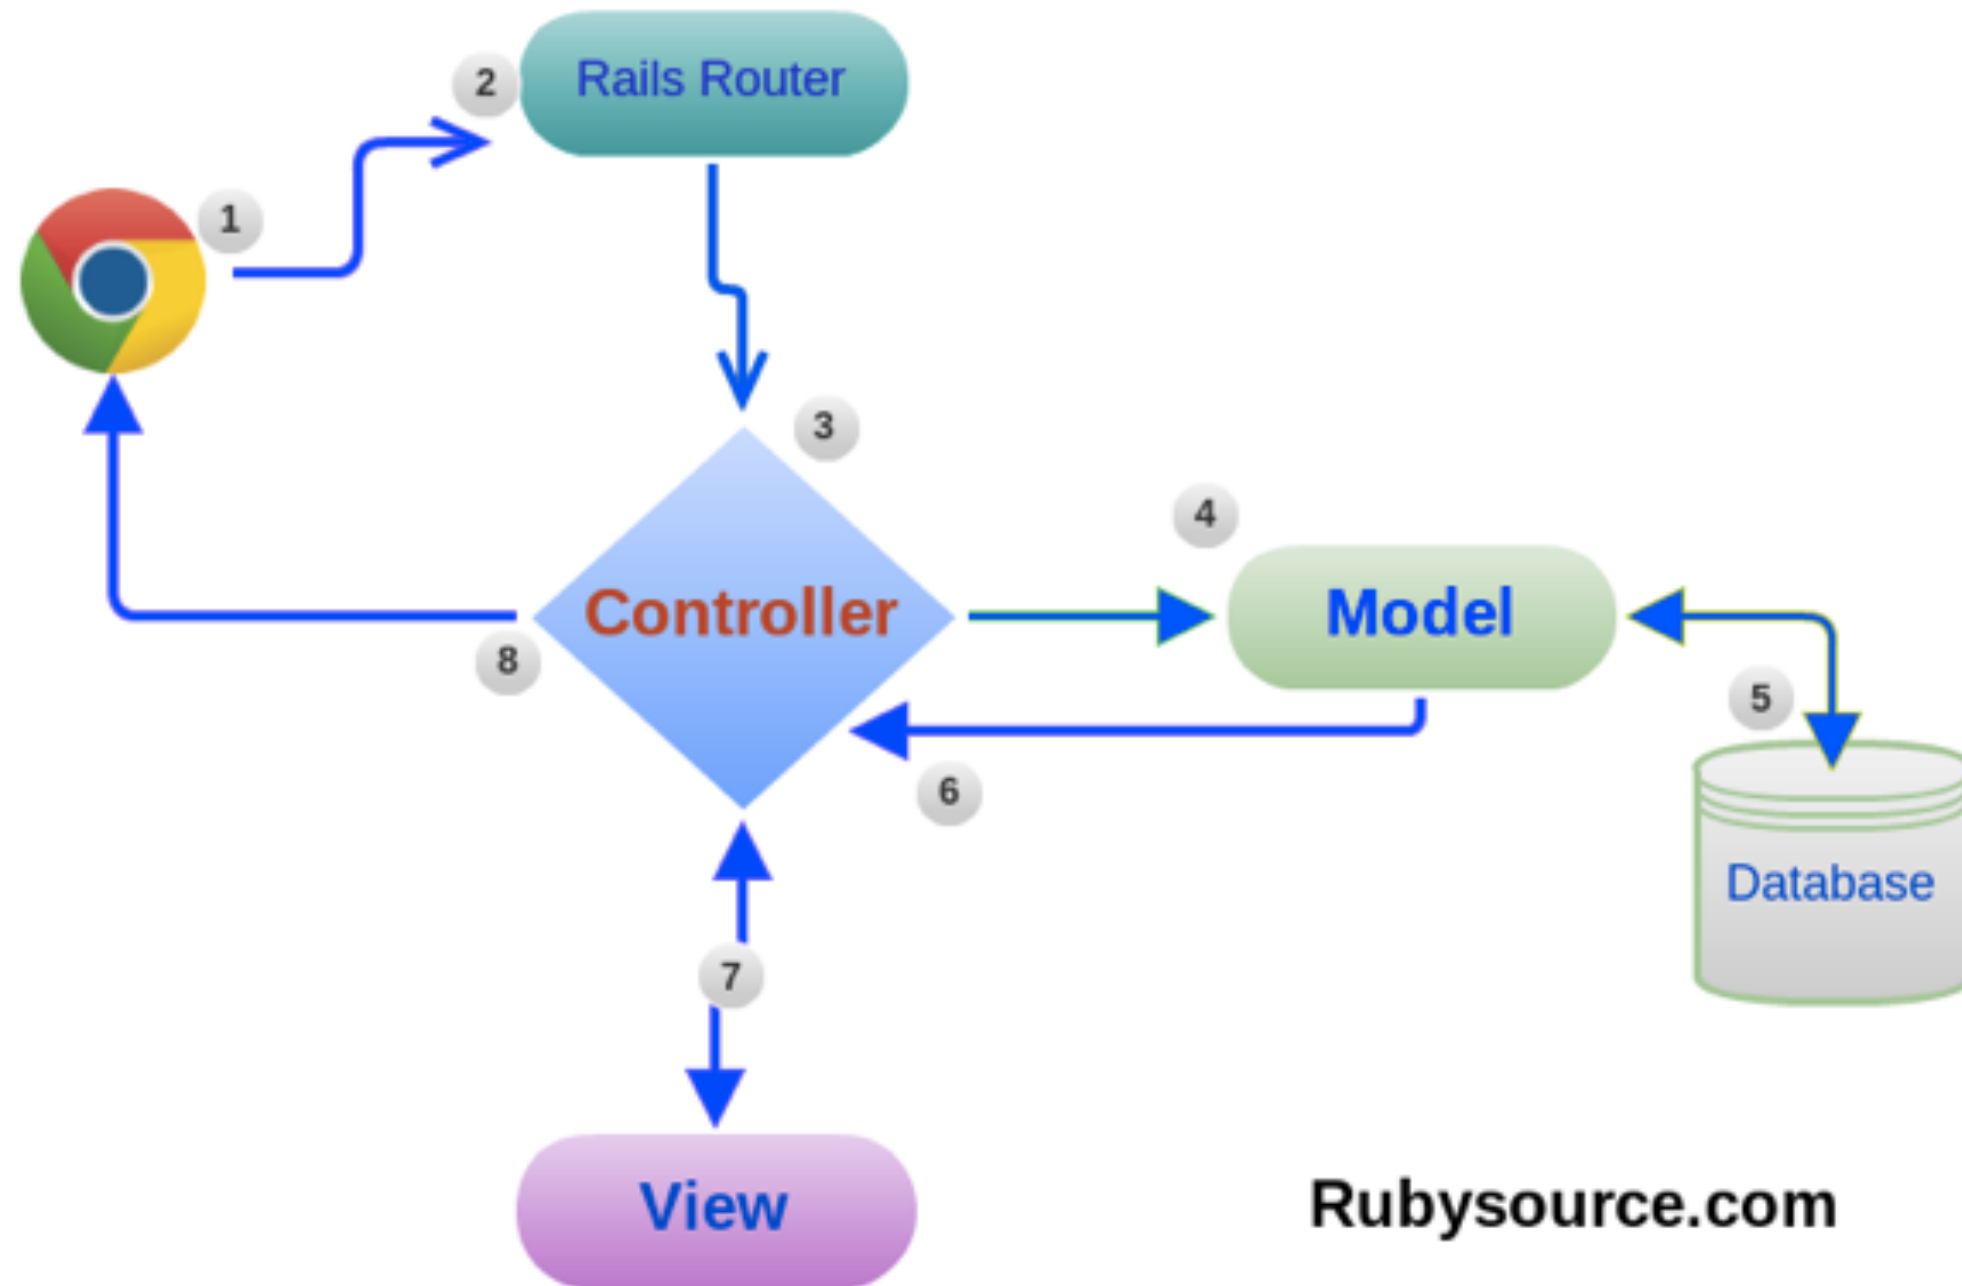 2
Rails Router
1
3
4
Controller
Model
8
5
6
Database
7
View
Rubysource.com